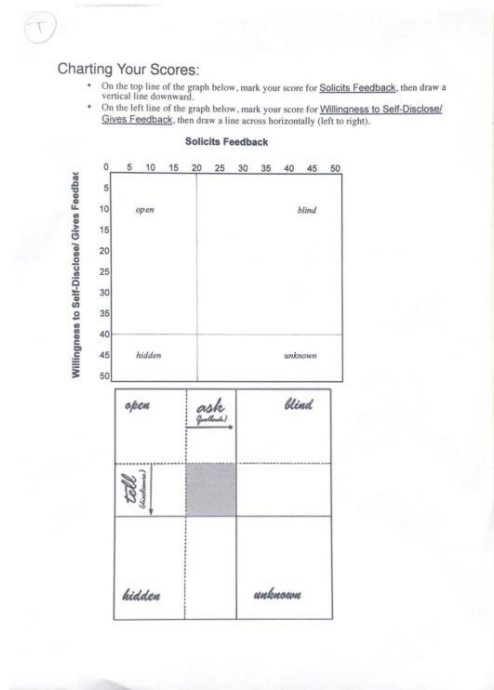 T
Charting Your Scores:
• On the top line of the graph below, mark your score for Solicits Feedback, then draw a
vertical line downward.
• On the left line of the graph below, mark your score for Willingness to Self-Disclose/
Gives Feedback, then draw a line across horizontally (left to right).
Solicits Feedback
0 5 10 15 20 25 30 35 40 45 50
Willingness to Self-Disclose/ Gives Feedbac
5
10 open blind
15
20
25
30
35
40
45 hidden unknown
50
open ask blind
(feedback)
tell
(disclosure)
hidden unknown